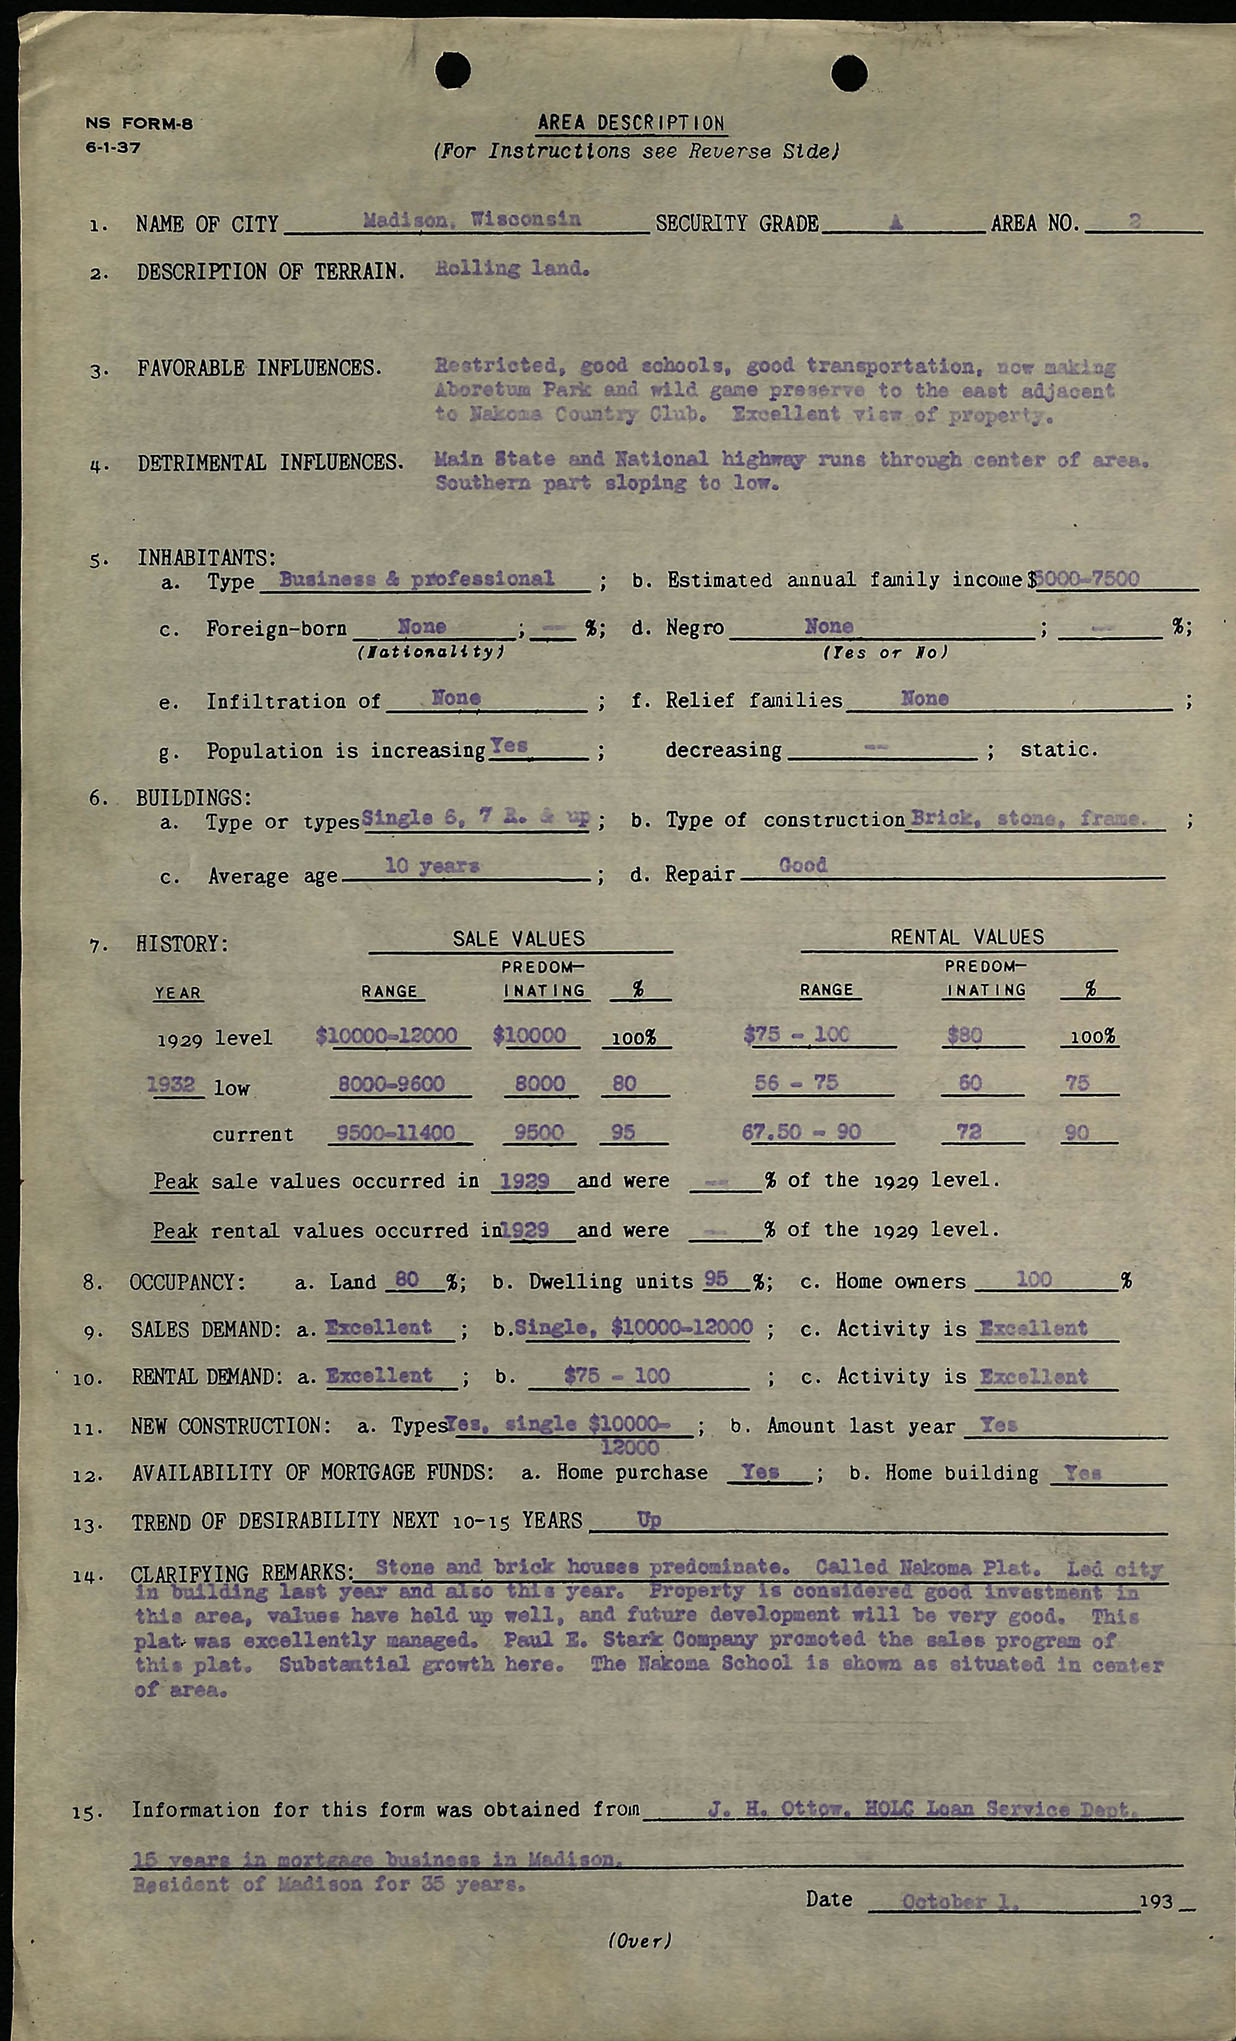 NS FORM-8
6-1-37
AREA DESCRIPTION
(For Instructions see Reverse Side)
1. NAME OF CITY Madison, Wisconsin SECURITY GRADE A AREA NO. 2
2. DESCRIPTION OF TERRAIN. Rolling land.
3. FAVORABLE INFLUENCES. Restricted, good schools, good transportation, now making
Aboretum Park and wild game preserve to the east adjacent
to Nakoma Country Club. Excellent view of property.
4. DETRIMENTAL INFLUENCES. Main State and National highway runs through center of area.
Southern part sloping to low.
5. INHABITANTS:
a. Type Business & professional ; b. Estimated annual family income $5000-7500
c. Foreign-born None ; -- %; d. Negro None ; -- %;
(Nationality) (Yes or No)
e. Infiltration of None ; f. Relief families None ;
g. Population is increasing Yes ; decreasing -- ; static.
6. BUILDINGS:
a. Type or types Single 6, 7 R. & up ; b. Type of construction Brick, stone, frame. ;
c. Average age 10 years ; d. Repair Good
7. HISTORY: SALE VALUES RENTAL VALUES
PREDOM- PREDOM-
YEAR RANGE INATING % RANGE INATING %
1929 level $10000-12000 $10000 100% $75 - 100 $80 100%
1932 low 8000-9600 8000 80 56 - 75 60 75
current 9500-11400 9500 95 67.50 - 90 72 90
Peak sale values occurred in 1929 and were -- % of the 1929 level.
Peak rental values occurred in 1929 and were -- % of the 1929 level.
8. OCCUPANCY: a. Land 80 %; b. Dwelling units 95 %; c. Home owners 100 %
9. SALES DEMAND: a. Excellent ; b. Single, $10000-12000 ; c. Activity is Excellent
10. RENTAL DEMAND: a. Excellent ; b. $75 - 100 ; c. Activity is Excellent
11. NEW CONSTRUCTION: a. Types Yes, single $10000- ; b. Amount last year Yes
12000
12. AVAILABILITY OF MORTGAGE FUNDS: a. Home purchase Yes ; b. Home building Yes
13. TREND OF DESIRABILITY NEXT 10-15 YEARS Up
14. CLARIFYING REMARKS: Stone and brick houses predominate. Called Nakoma Plat. Led city
in building last year and also this year. Property is considered good investment in
this area, values have held up well, and future development will be very good. This
plat was excellently managed. Paul E. Stark Company promoted the sales program of
this plat. Substantial growth here. The Nakoma School is shown as situated in center
of area.
15. Information for this form was obtained from J. H. Ottow, HOLC Loan Service Dept.
15 years in mortgage business in Madison.
Resident of Madison for 35 years.
Date October 1, 193_
(Over)